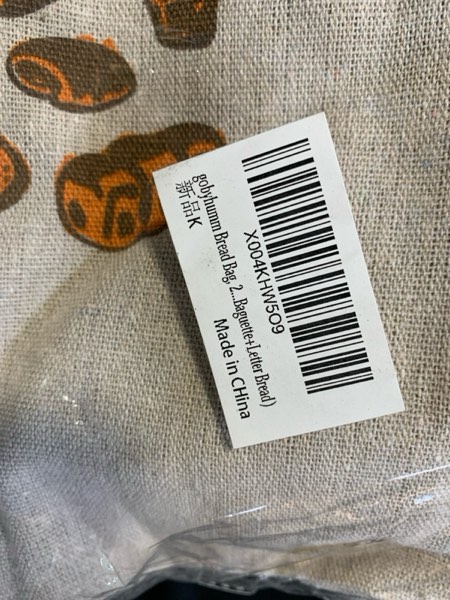 X004KHW5O9
gobyhumm Bread Bag, 2...Baguette+Letter Bread)
新品K
Made in CHina